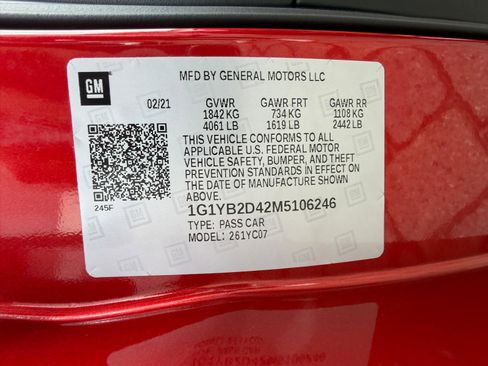 GM
MFD BY GENERAL MOTORS LLC
02/21 GVWR GAWR FRT GAWR RR
1842 KG 734 KG 1108 KG
4061 LB 1619 LB 2442 LB
THIS VEHICLE CONFORMS TO ALL
APPLICABLE U.S. FEDERAL MOTOR
VEHICLE SAFETY, BUMPER, AND THEFT
PREVENTION STANDARDS IN EFFECT ON
THE DATE OF MANUFACTURE SHOWN
ABOVE.
245F
1G1YB2D42M5106246
TYPE: PASS CAR
MODEL: 261YC07